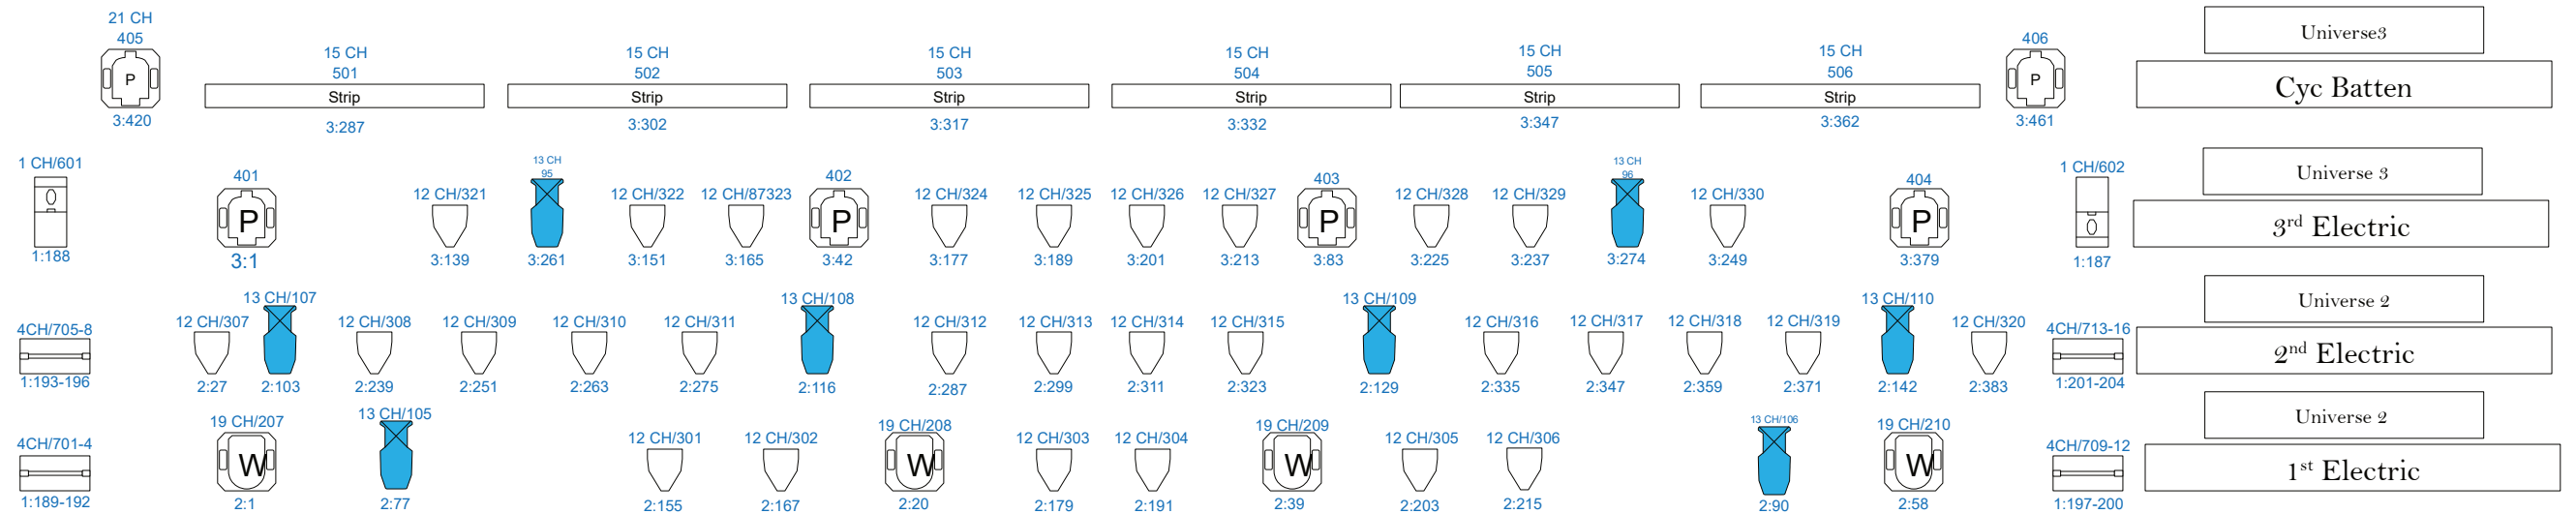 21 CH
405
P
3:420
15 CH
501
Strip
3:287
15 CH
502
Strip
3:302
15 CH
503
Strip
3:317
15 CH
504
Strip
3:332
15 CH
505
Strip
3:347
15 CH
506
Strip
3:362
406
P
3:461
Universe3
Cyc Batten
1 CH/601
1:188
401
P
3:1
12 CH/321
3:139
13 CH
95
3:261
12 CH/322
3:151
12 CH/87323
3:165
402
P
3:42
12 CH/324
3:177
12 CH/325
3:189
12 CH/326
3:201
12 CH/327
3:213
403
P
3:83
12 CH/328
3:225
12 CH/329
3:237
13 CH
96
3:274
12 CH/330
3:249
404
P
3:379
1 CH/602
1:187
Universe 3
3rd Electric
4CH/705-8
1:193-196
12 CH/307
2:27
13 CH/107
2:103
12 CH/308
2:239
12 CH/309
2:251
12 CH/310
2:263
12 CH/311
2:275
13 CH/108
2:116
12 CH/312
2:287
12 CH/313
2:299
12 CH/314
2:311
12 CH/315
2:323
13 CH/109
2:129
12 CH/316
2:335
12 CH/317
2:347
12 CH/318
2:359
12 CH/319
2:371
13 CH/110
2:142
12 CH/320
2:383
4CH/713-16
1:201-204
Universe 2
2nd Electric
4CH/701-4
1:189-192
19 CH/207
W
2:1
13 CH/105
2:77
12 CH/301
2:155
12 CH/302
2:167
19 CH/208
W
2:20
12 CH/303
2:179
12 CH/304
2:191
19 CH/209
W
2:39
12 CH/305
2:203
12 CH/306
2:215
13 CH/106
2:90
19 CH/210
W
2:58
4CH/709-12
1:197-200
Universe 2
1st Electric